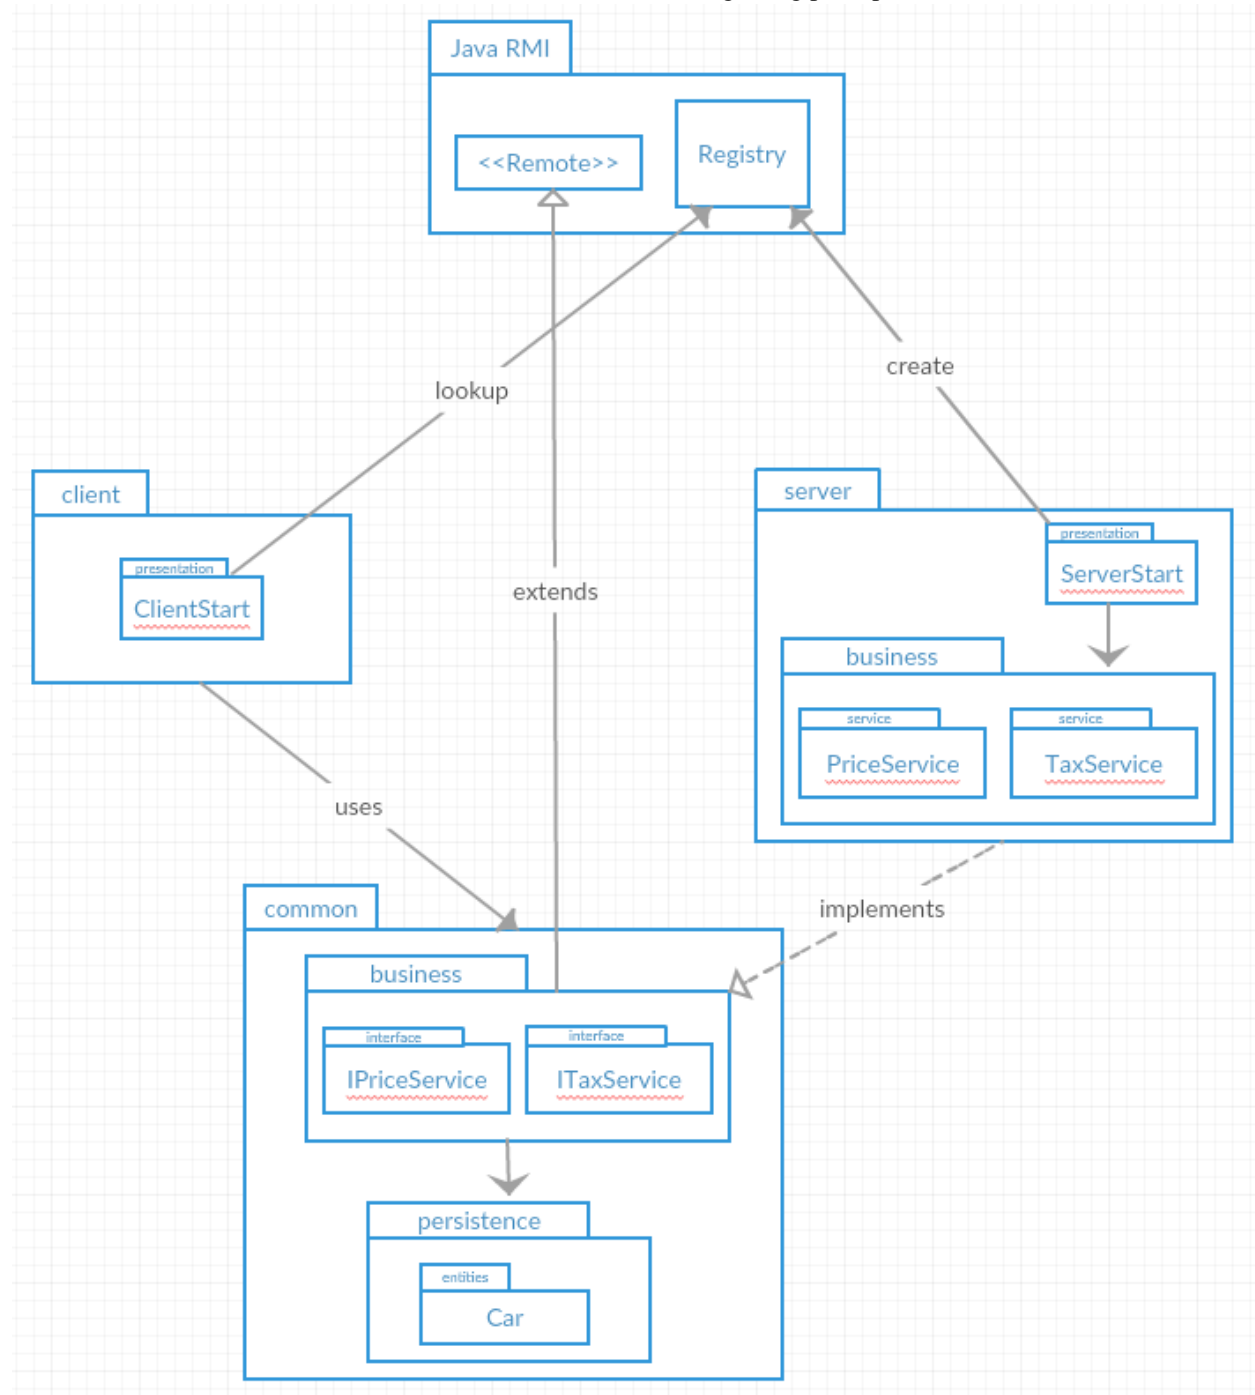 Java RMI
<<Remote>>
Registry
lookup
create
client
presentation
ClientStart
server
presentation
ServerStart
extends
business
service
PriceService
service
TaxService
uses
implements
common
business
interface
IPriceService
interface
ITaxService
persistence
entities
Car